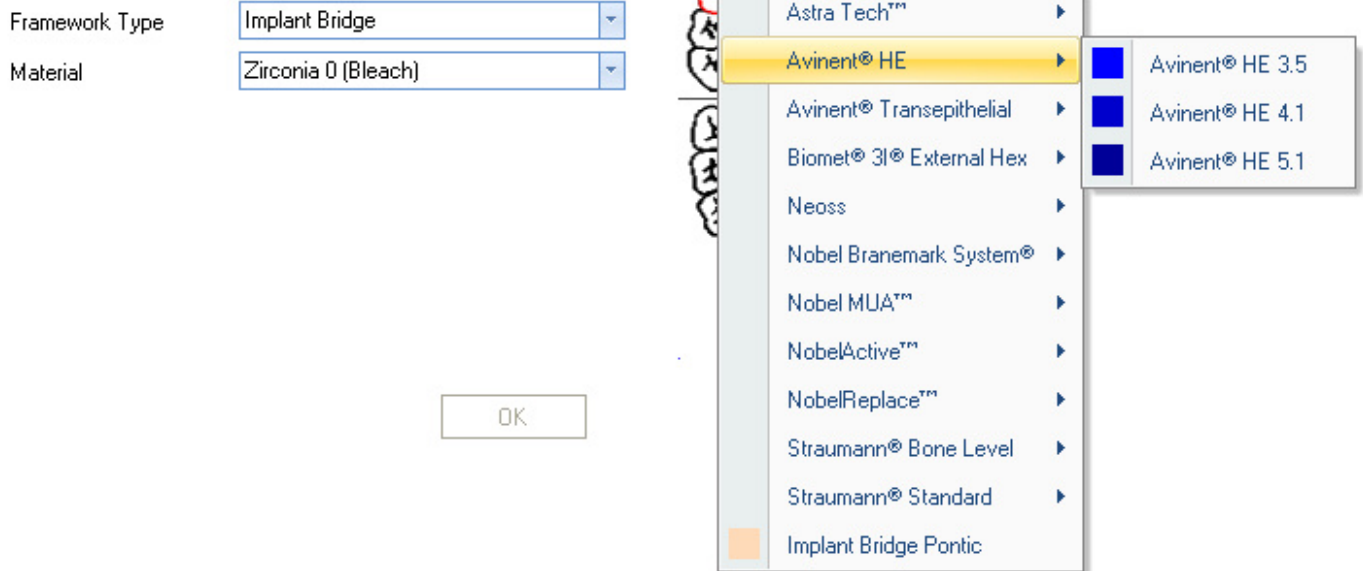 Framework Type
Implant Bridge
Material
Zirconia 0 (Bleach)
OK
Astra Tech™
Avinent® HE
Avinent® Transepithelial
Biomet® 3I® External Hex
Neoss
Nobel Branemark System®
Nobel MUA™
NobelActive™
NobelReplace™
Straumann® Bone Level
Straumann® Standard
Implant Bridge Pontic
Avinent® HE 3.5
Avinent® HE 4.1
Avinent® HE 5.1